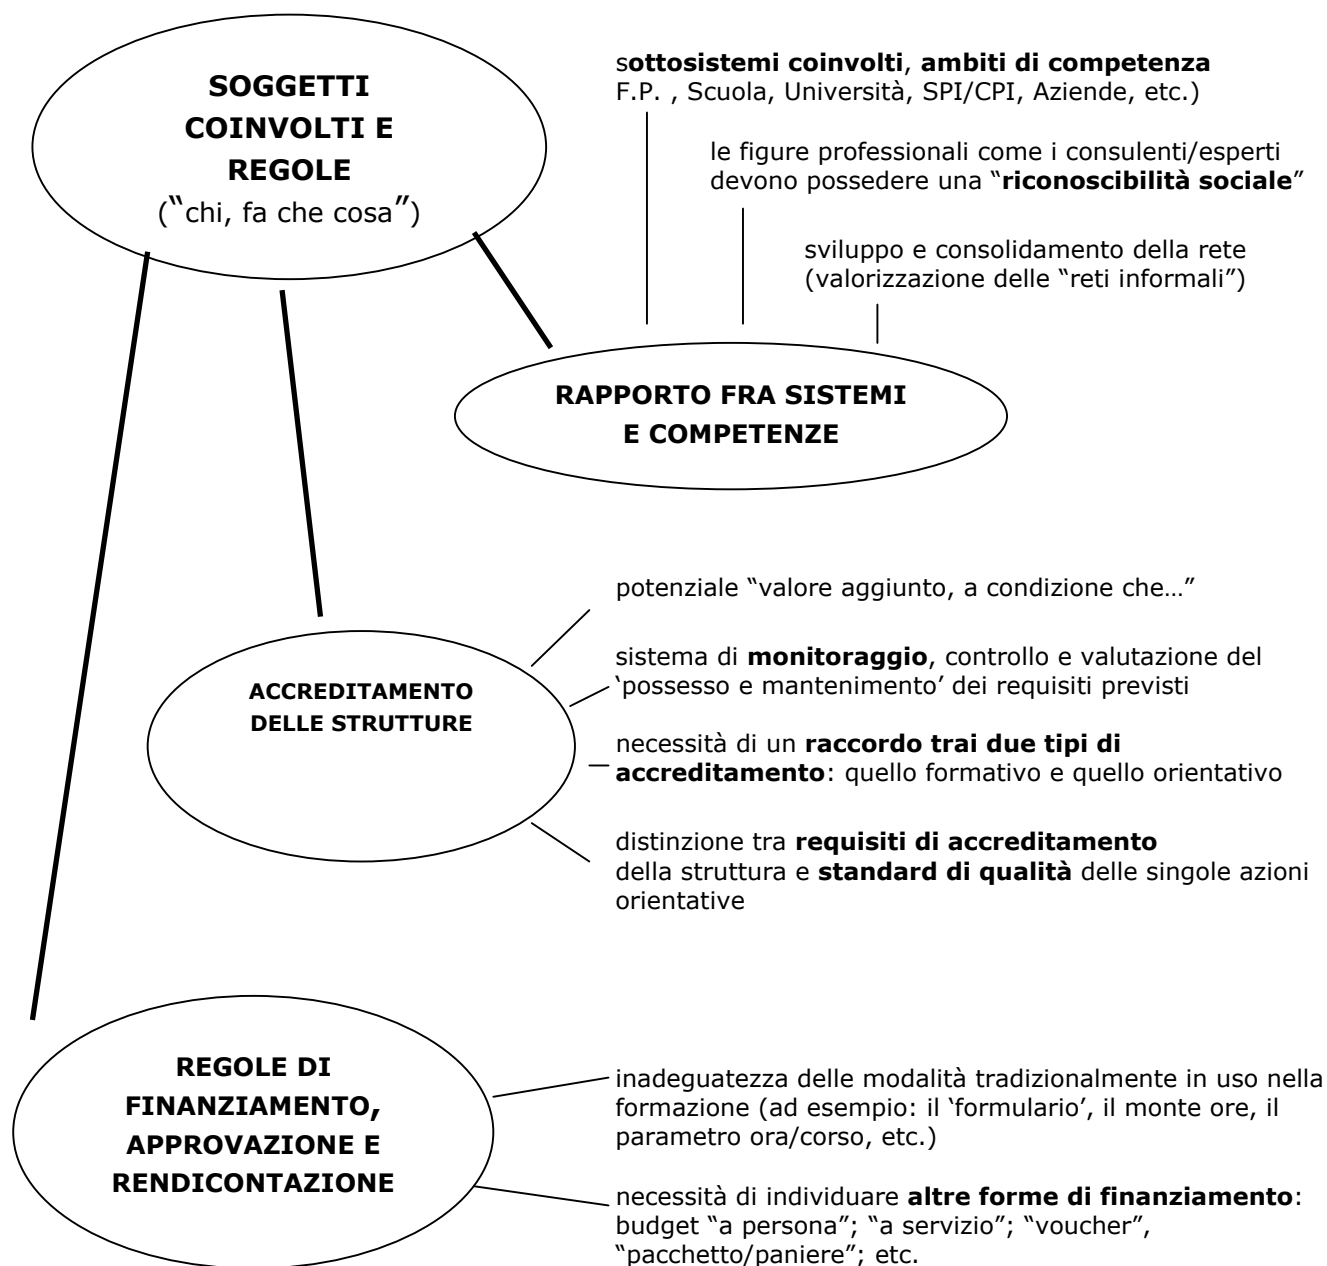 SOGGETTI
COINVOLTI E
REGOLE
(“chi, fa che cosa”)
sottosistemi coinvolti, ambiti di competenza
F.P. , Scuola, Università, SPI/CPI, Aziende, etc.)
le figure professionali come i consulenti/esperti
devono possedere una “riconoscibilità sociale”
sviluppo e consolidamento della rete
(valorizzazione delle “reti informali”)
RAPPORTO FRA SISTEMI
E COMPETENZE
ACCREDITAMENTO
DELLE STRUTTURE
potenziale “valore aggiunto, a condizione che…”
sistema di monitoraggio, controllo e valutazione del
‘possesso e mantenimento’ dei requisiti previsti
necessità di un raccordo trai due tipi di
accreditamento: quello formativo e quello orientativo
distinzione tra requisiti di accreditamento
della struttura e standard di qualità delle singole azioni
orientative
REGOLE DI
FINANZIAMENTO,
APPROVAZIONE E
RENDICONTAZIONE
inadeguatezza delle modalità tradizionalmente in uso nella
formazione (ad esempio: il ‘formulario’, il monte ore, il
parametro ora/corso, etc.)
necessità di individuare altre forme di finanziamento:
budget “a persona”; “a servizio”; “voucher”,
“pacchetto/paniere”; etc.